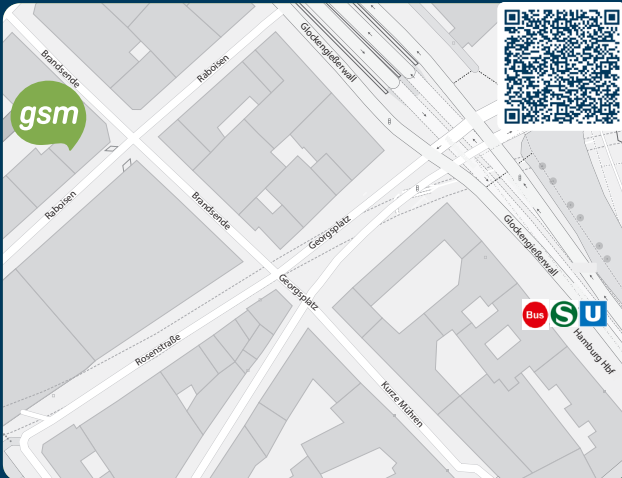 Brandsende
Raboisen
Glockengießerwall
gsm
Raboisen
Brandsende
Georgsplatz
Glockengießerwall
Georgsplatz
Bus S U
Rosenstraße
Hamburg Hbf
Kurze Mühren